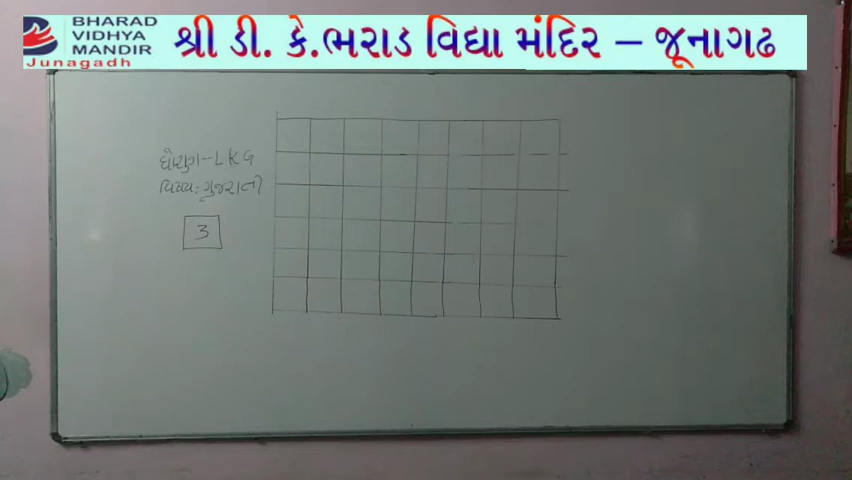 BHARAD
VIDHYA
MANDIR
Junagadh
શ્રી ડી. કે.ભરાડ વિદ્યા મંદિર – જૂનાગઢ
ધોરણ-LKG
વિષય: ગુજરાતી
3